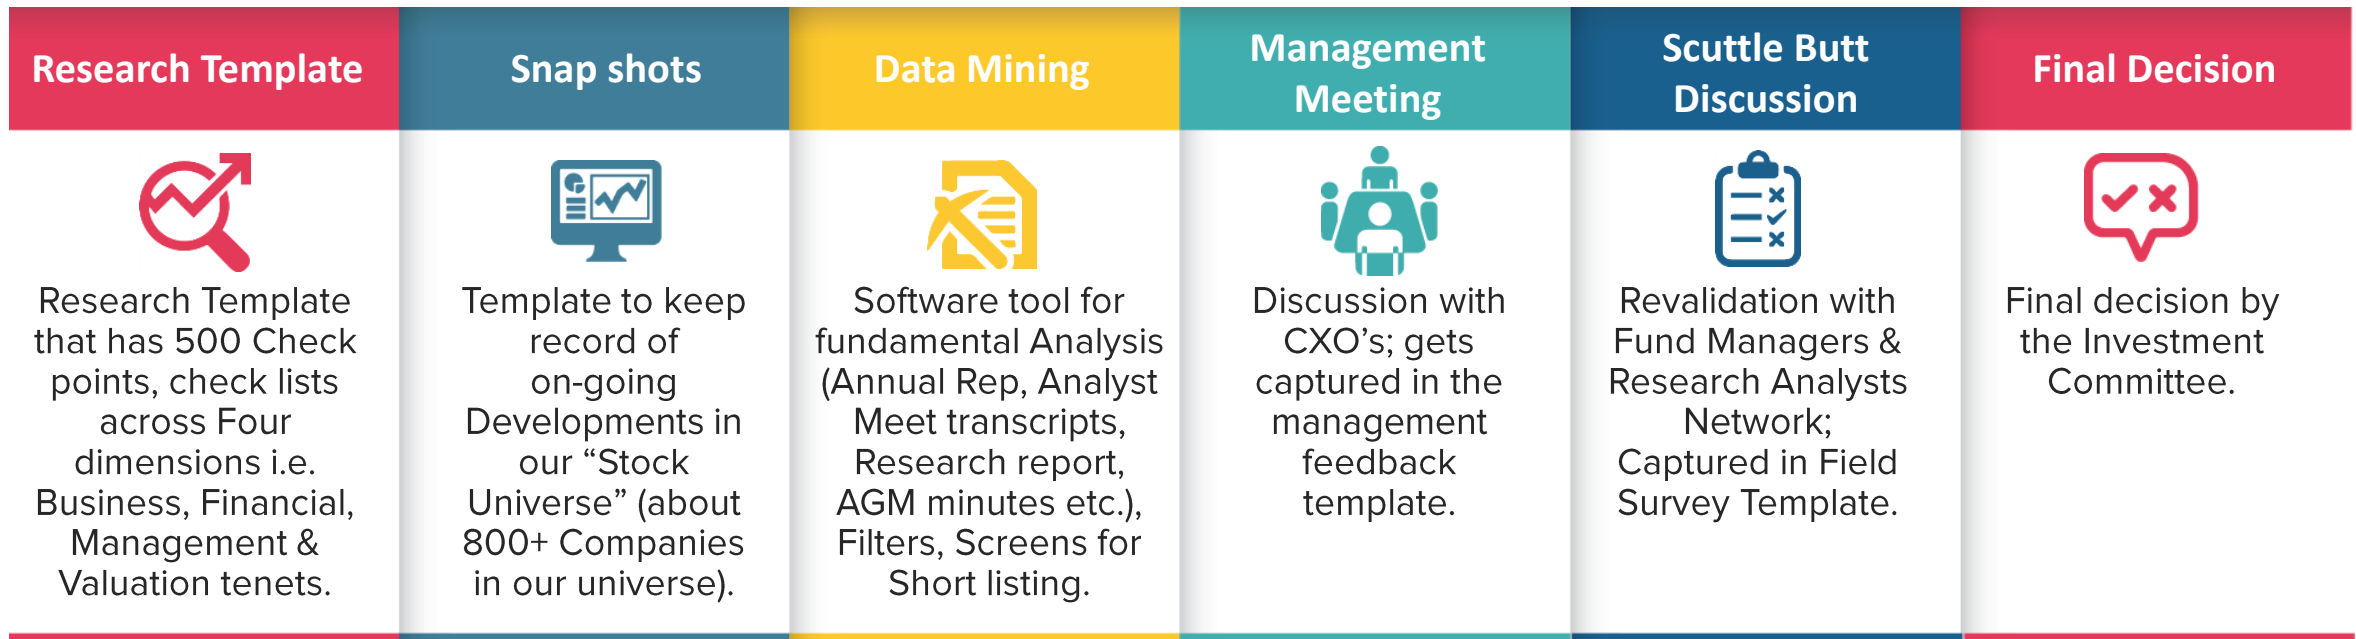 Research Template
Research Template
that has 500 Check
points, check lists
across Four
dimensions i.e.
Business, Financial,
Management &
Valuation tenets.
Snap shots
Template to keep
record of
on-going
Developments in
our “Stock
Universe” (about
800+ Companies
in our universe).
Data Mining
Software tool for
fundamental Analysis
(Annual Rep, Analyst
Meet transcripts,
Research report,
AGM minutes etc.),
Filters, Screens for
Short listing.
Management
Meeting
Discussion with
CXO’s; gets
captured in the
management
feedback
template.
Scuttle Butt
Discussion
Revalidation with
Fund Managers &
Research Analysts
Network;
Captured in Field
Survey Template.
Final Decision
Final decision by
the Investment
Committee.